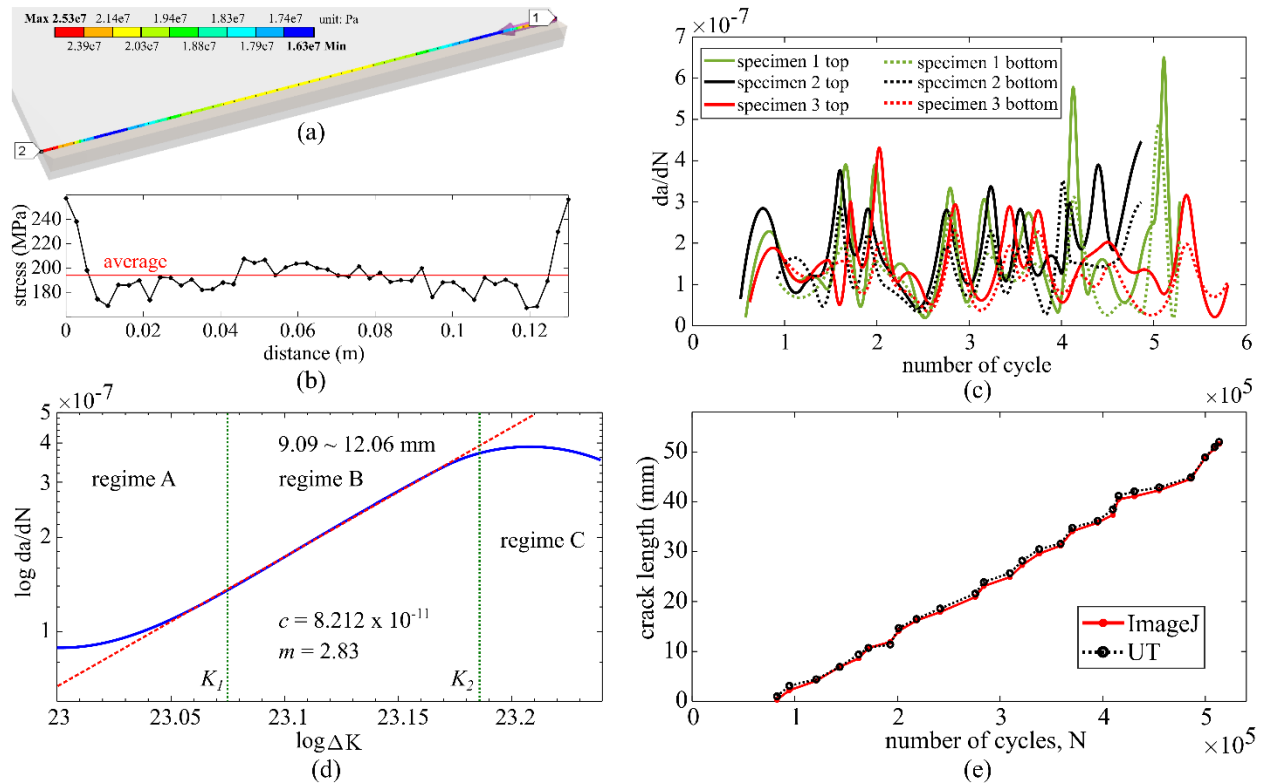 Max 2.53e7 2.14e7 1.94e7 1.83e7 1.74e7 unit: Pa
2.39e7 2.03e7 1.88e7 1.79e7 1.63e7 Min
1
2
(a)
stress (MPa)
240
220
200
180
average
0 0.02 0.04 0.06 0.08 0.1 0.12
distance (m)
(b)
7 ×10⁻⁷
specimen 1 top specimen 1 bottom
specimen 2 top specimen 2 bottom
specimen 3 top specimen 3 bottom
da/dN
6
5
4
3
2
1
0
0 1 2 3 4 5 6
number of cycle
×10⁵
(c)
×10⁻⁷
5
4
3
2
1
log da/dN
9.09 ~ 12.06 mm
regime A regime B
regime C
c = 8.212 x 10⁻¹¹
m = 2.83
K₁ K₂
23 23.05 23.1 23.15 23.2
log ΔK
(d)
crack length (mm)
50
40
30
20
10
0
ImageJ
UT
1 2 3 4 5
number of cycles, N
×10⁵
(e)